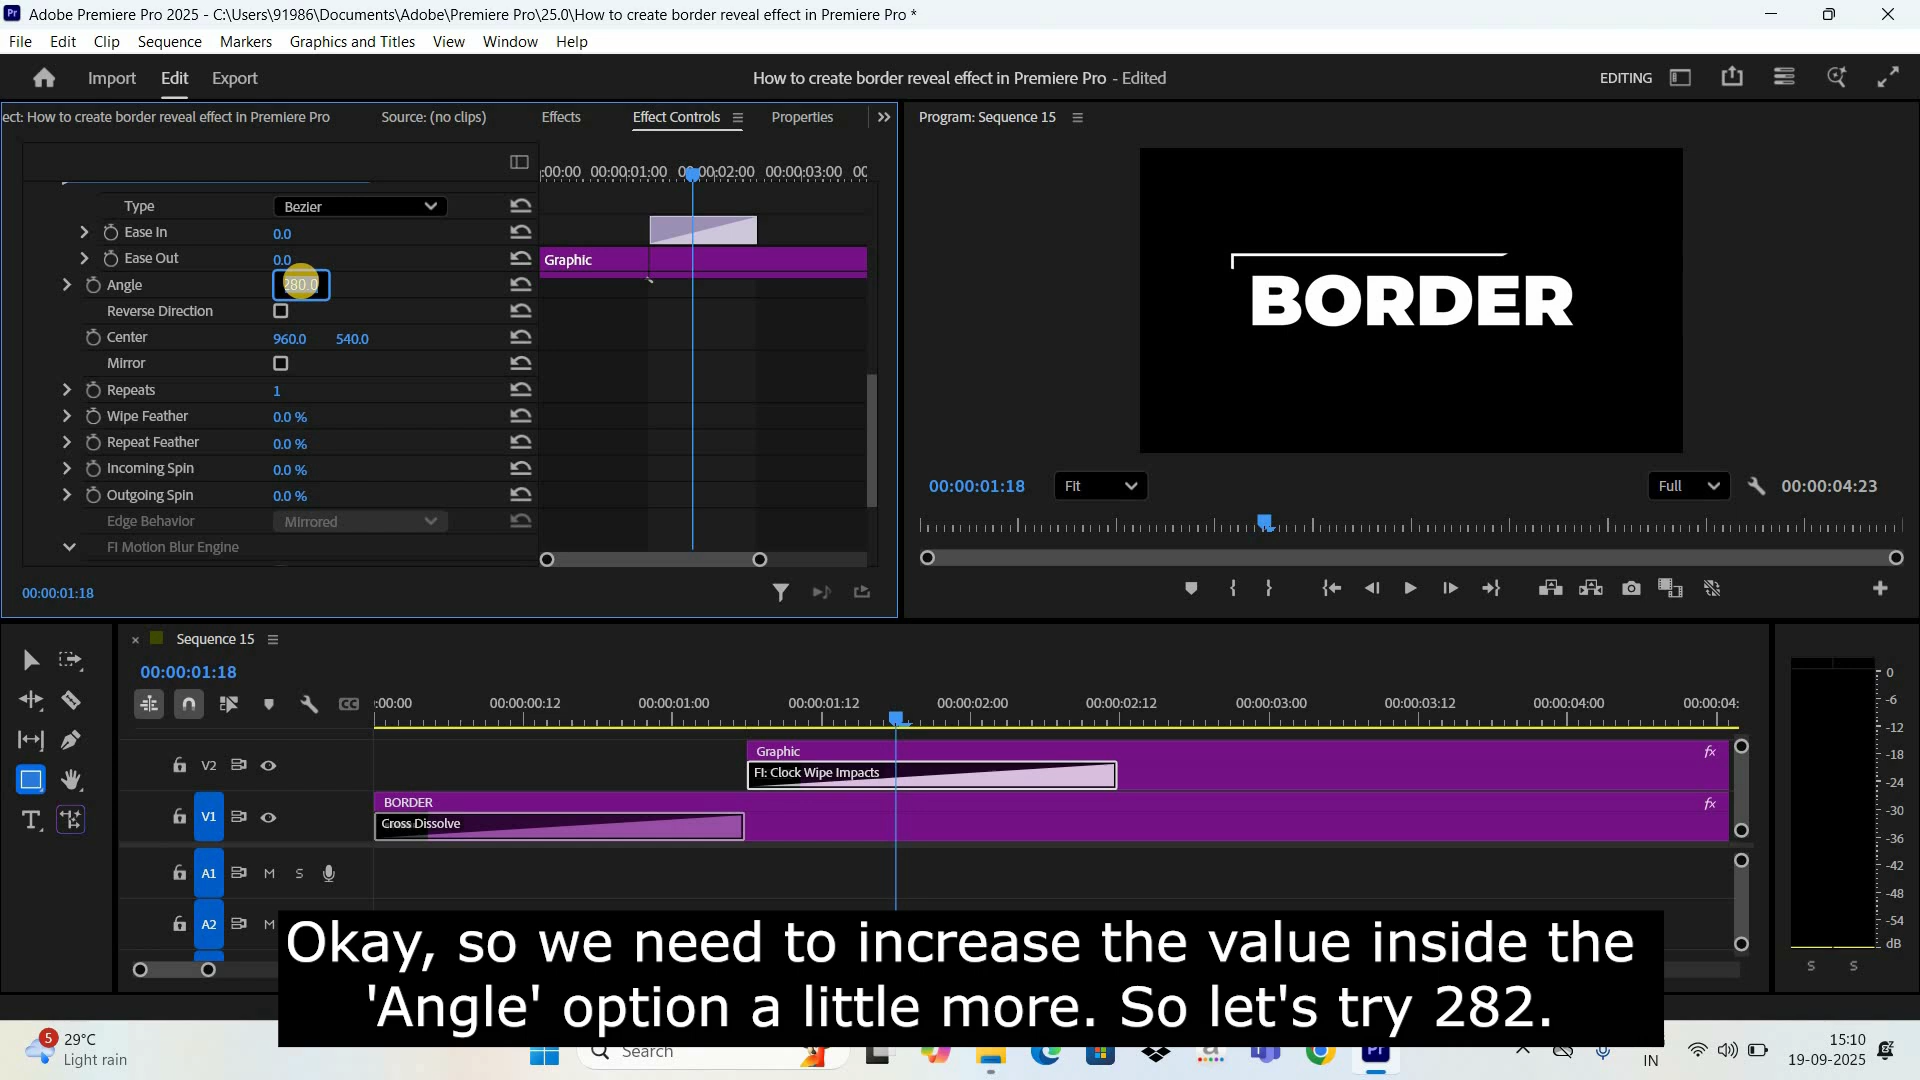 Pr Adobe Premiere Pro 2025 - C:\Users\91986\Documents\Adobe\Premiere Pro\25.0\How to create border reveal effect in Premiere Pro *
File Edit Clip Sequence Markers Graphics and Titles View Window Help
Import Edit Export How to create border reveal effect in Premiere Pro - Edited EDITING
ect: How to create border reveal effect in Premiere Pro Source: (no clips) Effects Effect Controls Properties
Program: Sequence 15
:00:00 00:00:01:00 00:00:02:00 00:00:03:00 00
Type Bezier
Ease In 0.0
Ease Out 0.0
Graphic
Angle 280.0
Reverse Direction
Center 960.0 540.0
Mirror
Repeats 1
Wipe Feather 0.0 %
Repeat Feather 0.0 %
Incoming Spin 0.0 %
Outgoing Spin 0.0 %
Edge Behavior Mirrored
FI Motion Blur Engine
00:00:01:18
BORDER
00:00:01:18 Fit Full 00:00:04:23
Sequence 15
00:00:01:18
:00:00 00:00:00:12 00:00:01:00 00:00:01:12 00:00:02:00 00:00:02:12 00:00:03:00 00:00:03:12 00:00:04:00 00:00:04:
CC
V2
Graphic fx
FI: Clock Wipe Impacts
V1
BORDER fx
Cross Dissolve
A1 M S
A2 M
T
0
-6
-12
-18
-24
-30
-36
-42
-48
-54
dB
S S
Okay, so we need to increase the value inside the
'Angle' option a little more. So let's try 282.
5
29°C
Light rain
Search
a
Pr
IN
15:10
19-09-2025